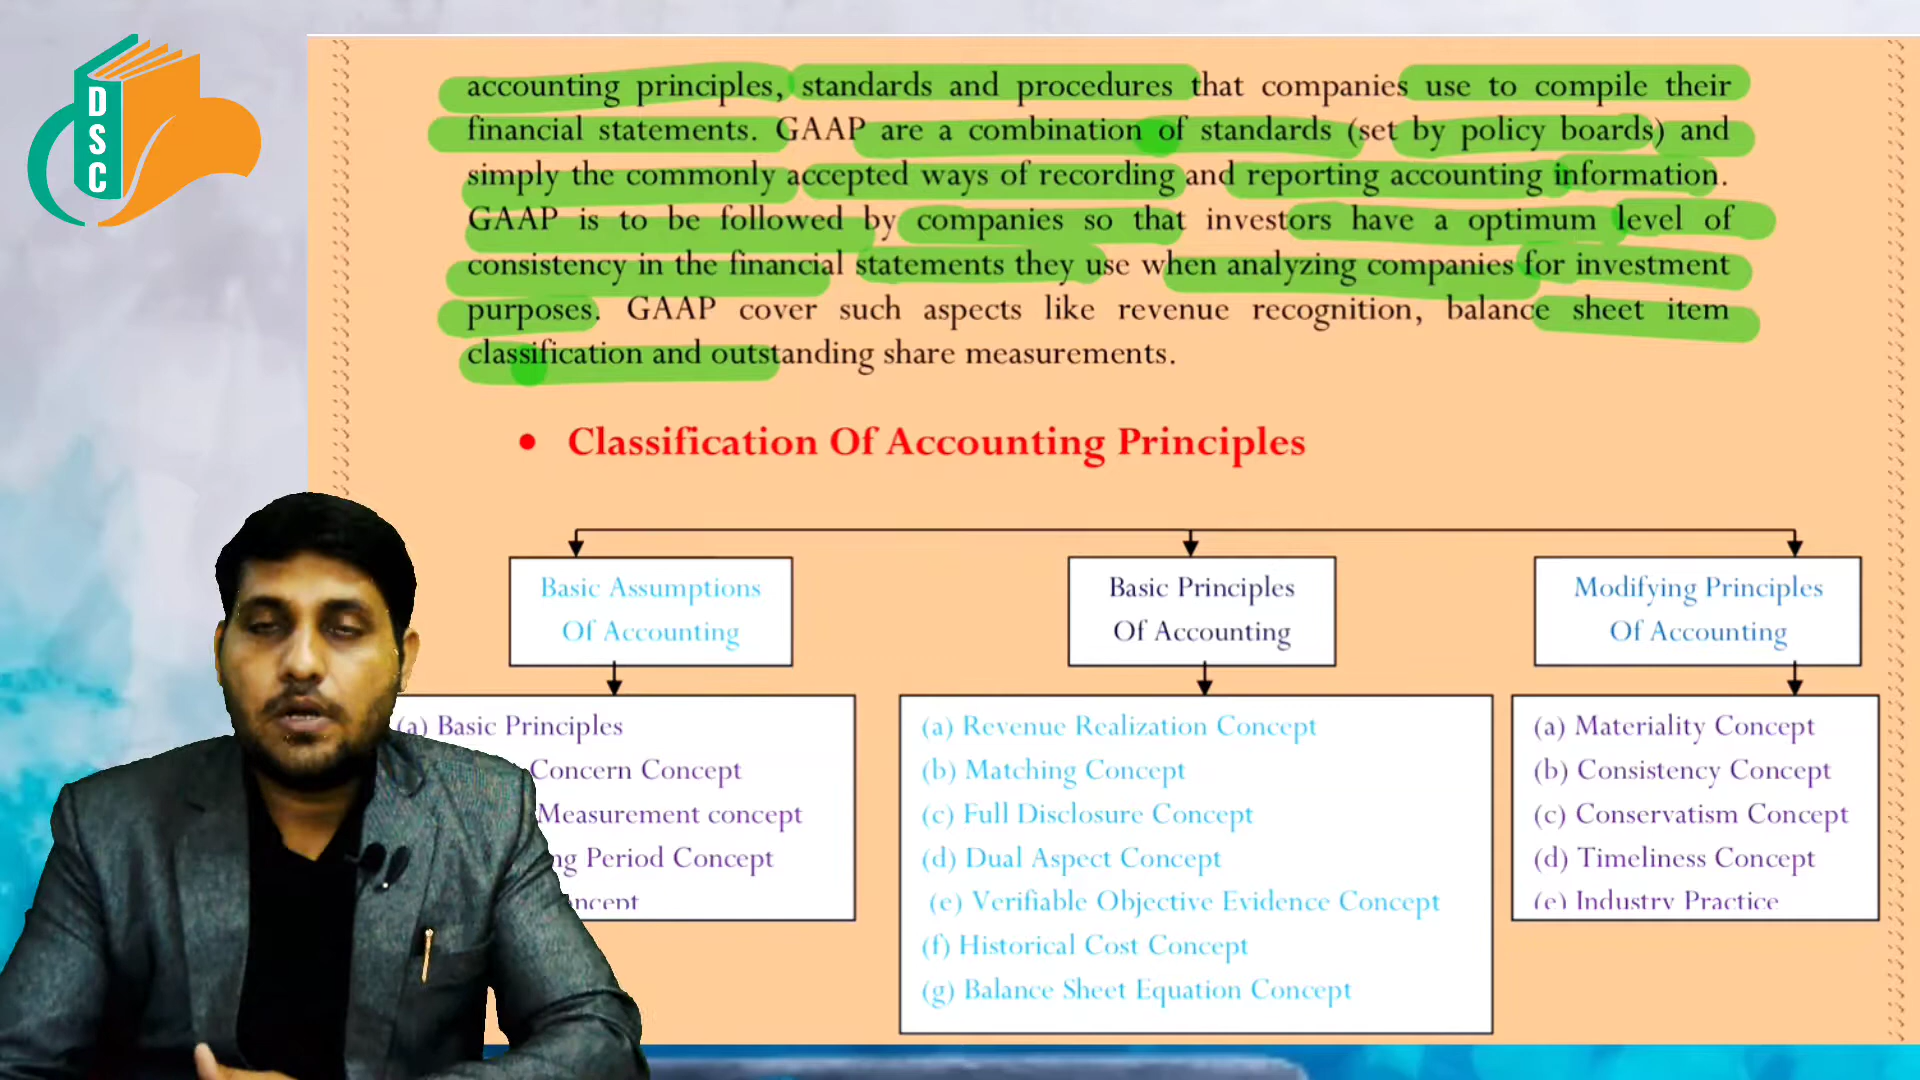 DSC
accounting principles, standards and procedures that companies use to compile their
financial statements. GAAP are a combination of standards (set by policy boards) and
simply the commonly accepted ways of recording and reporting accounting information.
GAAP is to be followed by companies so that investors have a optimum level of
consistency in the financial statements they use when analyzing companies for investment
purposes. GAAP cover such aspects like revenue recognition, balance sheet item
classification and outstanding share measurements.
• Classification Of Accounting Principles
Basic Assumptions
Of Accounting
(a) Basic Principles
Concern Concept
Measurement concept
Period Concept
Basic Principles
Of Accounting
(a) Revenue Realization Concept
(b) Matching Concept
(c) Full Disclosure Concept
(d) Dual Aspect Concept
(e) Verifiable Objective Evidence Concept
(f) Historical Cost Concept
(g) Balance Sheet Equation Concept
Modifying Principles
Of Accounting
(a) Materiality Concept
(b) Consistency Concept
(c) Conservatism Concept
(d) Timeliness Concept
(e) Industry Practice